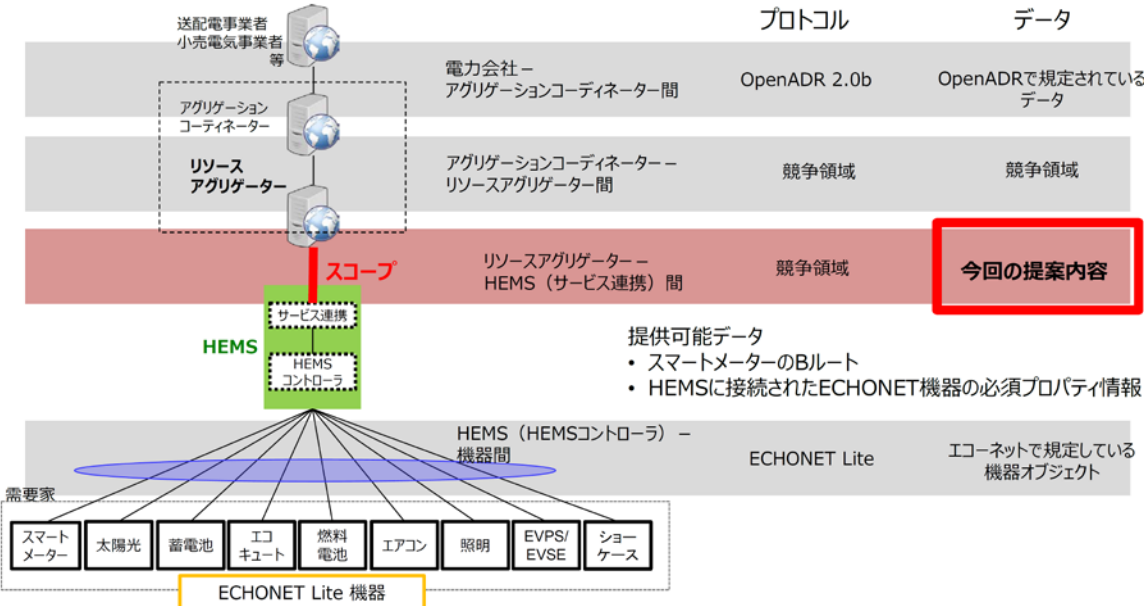 プロトコル
データ
送配電事業者
小売電気事業者
等
電力会社－
アグリゲーションコーディネーター間
OpenADR 2.0b
OpenADRで規定されている
データ
アグリゲーション
コーティネーター
リソース
アグリゲーター
アグリゲーションコーディネーター－
リソースアグリゲーター間
競争領域
競争領域
スコープ
リソースアグリゲーター－
HEMS（サービス連携）間
競争領域
今回の提案内容
サービス連携
HEMS
HEMS
コントローラ
提供可能データ
• スマートメーターのBルート
• HEMSに接続されたECHONET機器の必須プロパティ情報
HEMS（HEMSコントローラ）－
機器間
ECHONET Lite
エコーネットで規定している
機器オブジェクト
需要家
スマート
メーター
太陽光
蓄電池
エコ
キュート
燃料
電池
エアコン
照明
EVPS/
EVSE
ショー
ケース
ECHONET Lite 機器